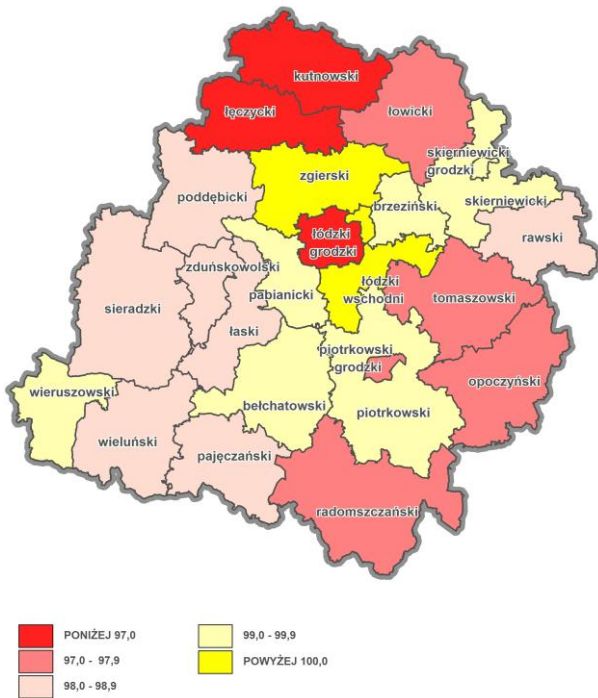 kutnowski
łęczycki
łowicki
skierniewicki
grodzki
zgierski
poddębicki
brzeziński
skierniewicki
rawski
łódzki
grodzki
zduńskowolski
łódzki
wschodni
pabianicki
sieradzki
tomaszowski
łaski
piotrkowski
grodzki
opoczyński
wieruszowski
bełchatowski
piotrkowski
wieluński
pajęczański
radomszczański
PONIŻEJ 97,0
97,0 - 97,9
98,0 - 98,9
99,0 - 99,9
POWYŻEJ 100,0